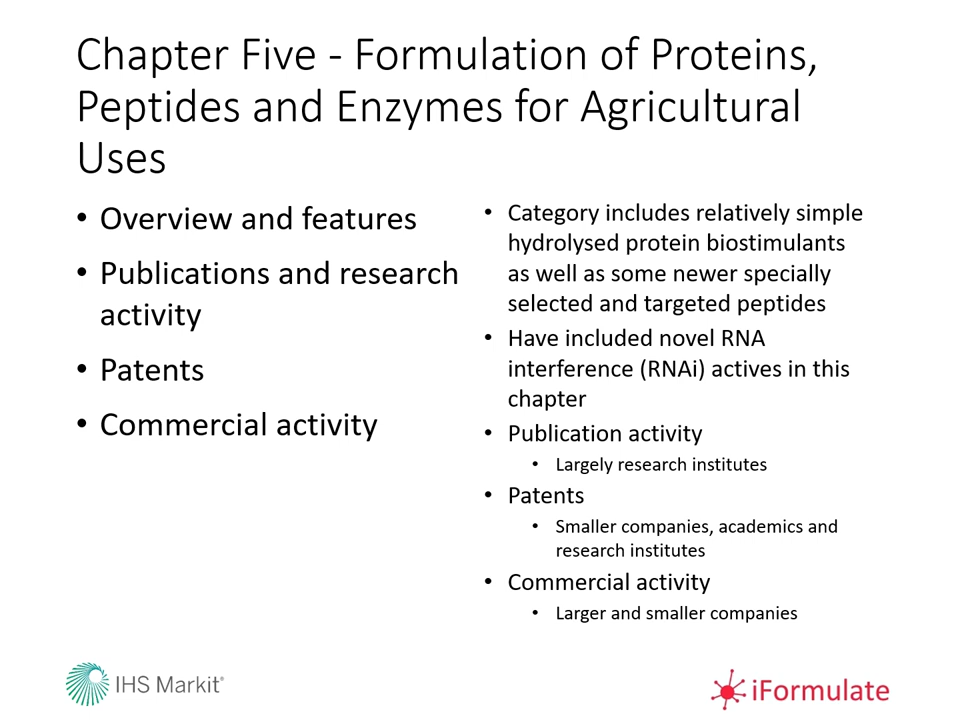 Chapter Five - Formulation of Proteins,
Peptides and Enzymes for Agricultural
Uses
• Overview and features
• Publications and research
activity
• Patents
• Commercial activity
• Category includes relatively simple
hydrolysed protein biostimulants
as well as some newer specially
selected and targeted peptides
• Have included novel RNA
interference (RNAi) actives in this
chapter
• Publication activity
• Largely research institutes
• Patents
• Smaller companies, academics and
research institutes
• Commercial activity
• Larger and smaller companies
IHS Markit®
iFormulate